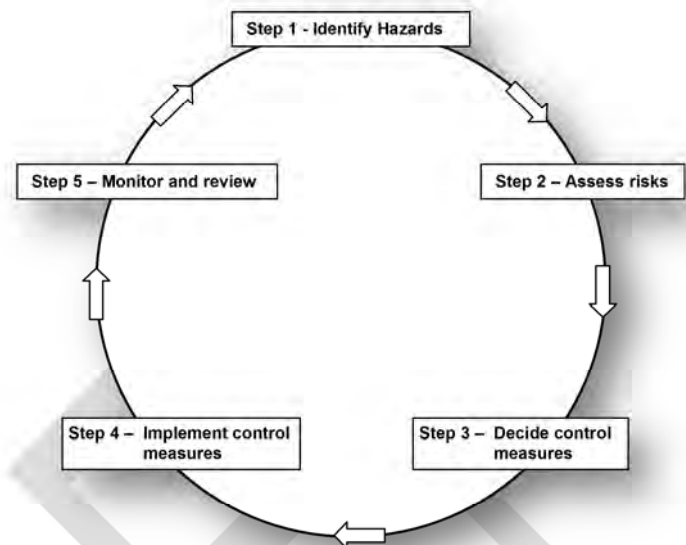 Step 1 - Identify Hazards
Step 2 – Assess risks
Step 3 – Decide control
measures
Step 4 – Implement control
measures
Step 5 – Monitor and review